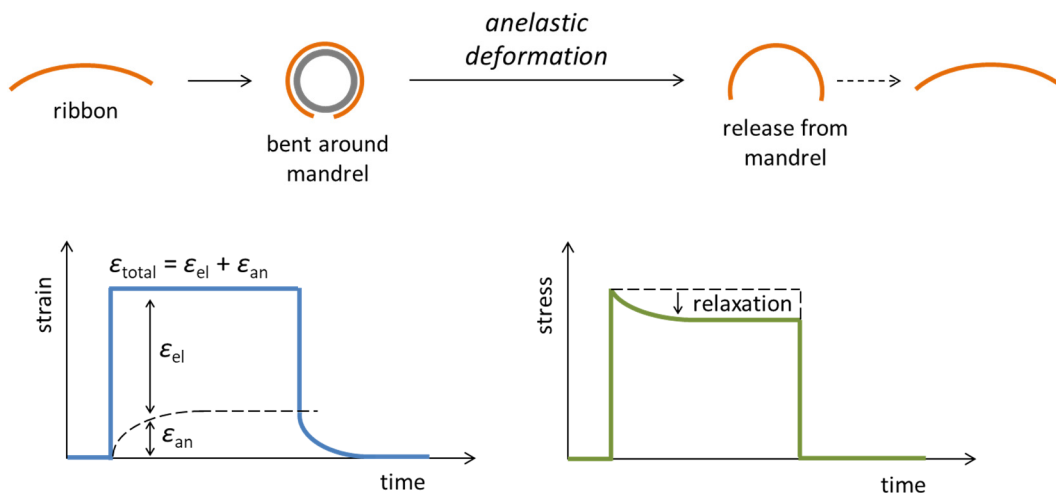 anelastic
deformation
ribbon
bent around
mandrel
release from
mandrel
strain
ε_total = ε_el + ε_an
ε_el
ε_an
time
stress
relaxation
time